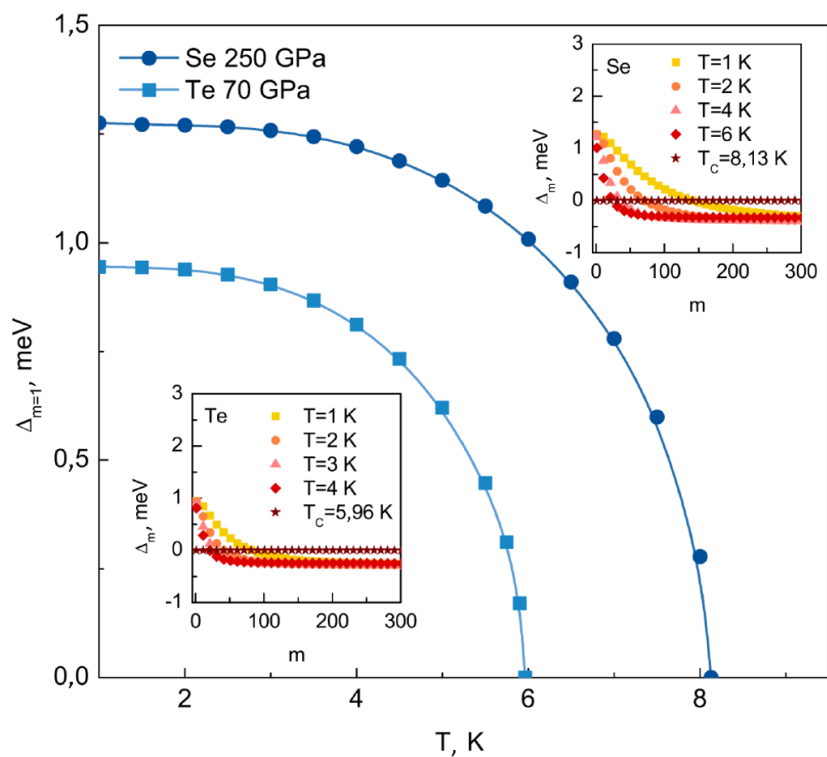 1,5
1,0
0,5
0,0
Δm=1, meV
2
4
6
8
T, K
Se 250 GPa
Te 70 GPa
3
2
1
0
-1
Δm, meV
Se
T=1 K
T=2 K
T=4 K
T=6 K
TC=8,13 K
0
100
200
300
m
3
2
1
0
-1
Δm, meV
Te
T=1 K
T=2 K
T=3 K
T=4 K
TC=5,96 K
0
100
200
300
m